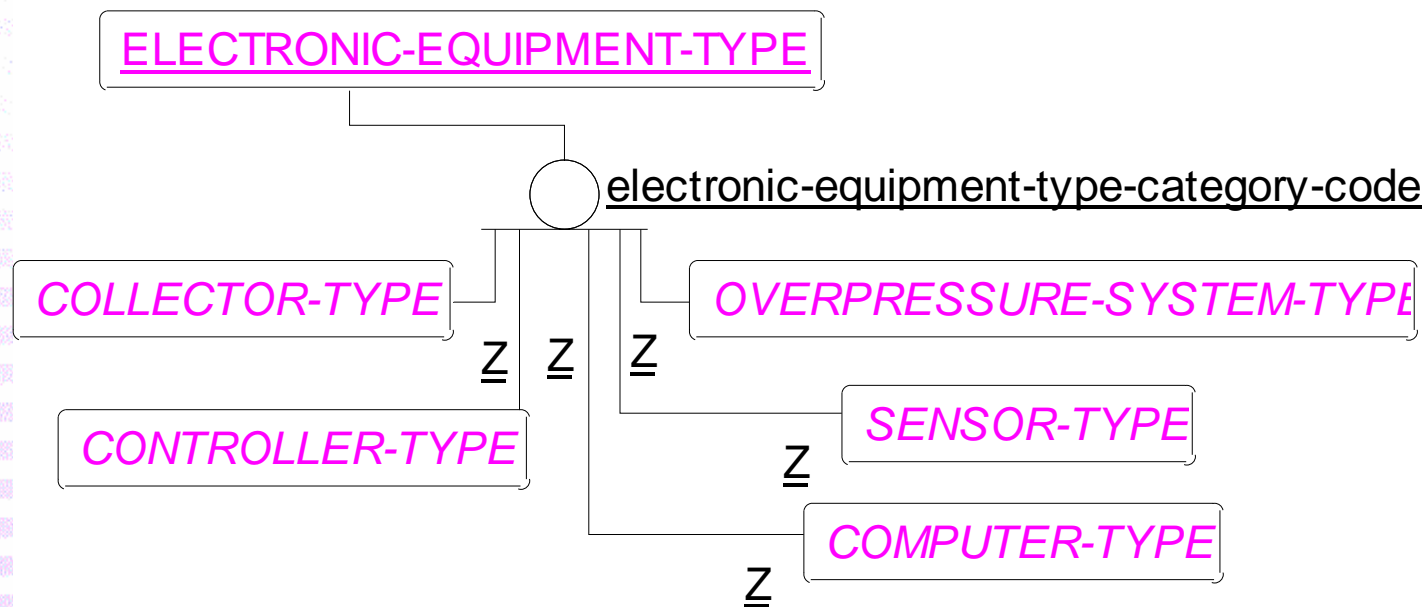 ELECTRONIC-EQUIPMENT-TYPE
electronic-equipment-type-category-code
COLLECTOR-TYPE
OVERPRESSURE-SYSTEM-TYPE
Z
Z
Z
CONTROLLER-TYPE
SENSOR-TYPE
Z
COMPUTER-TYPE
Z